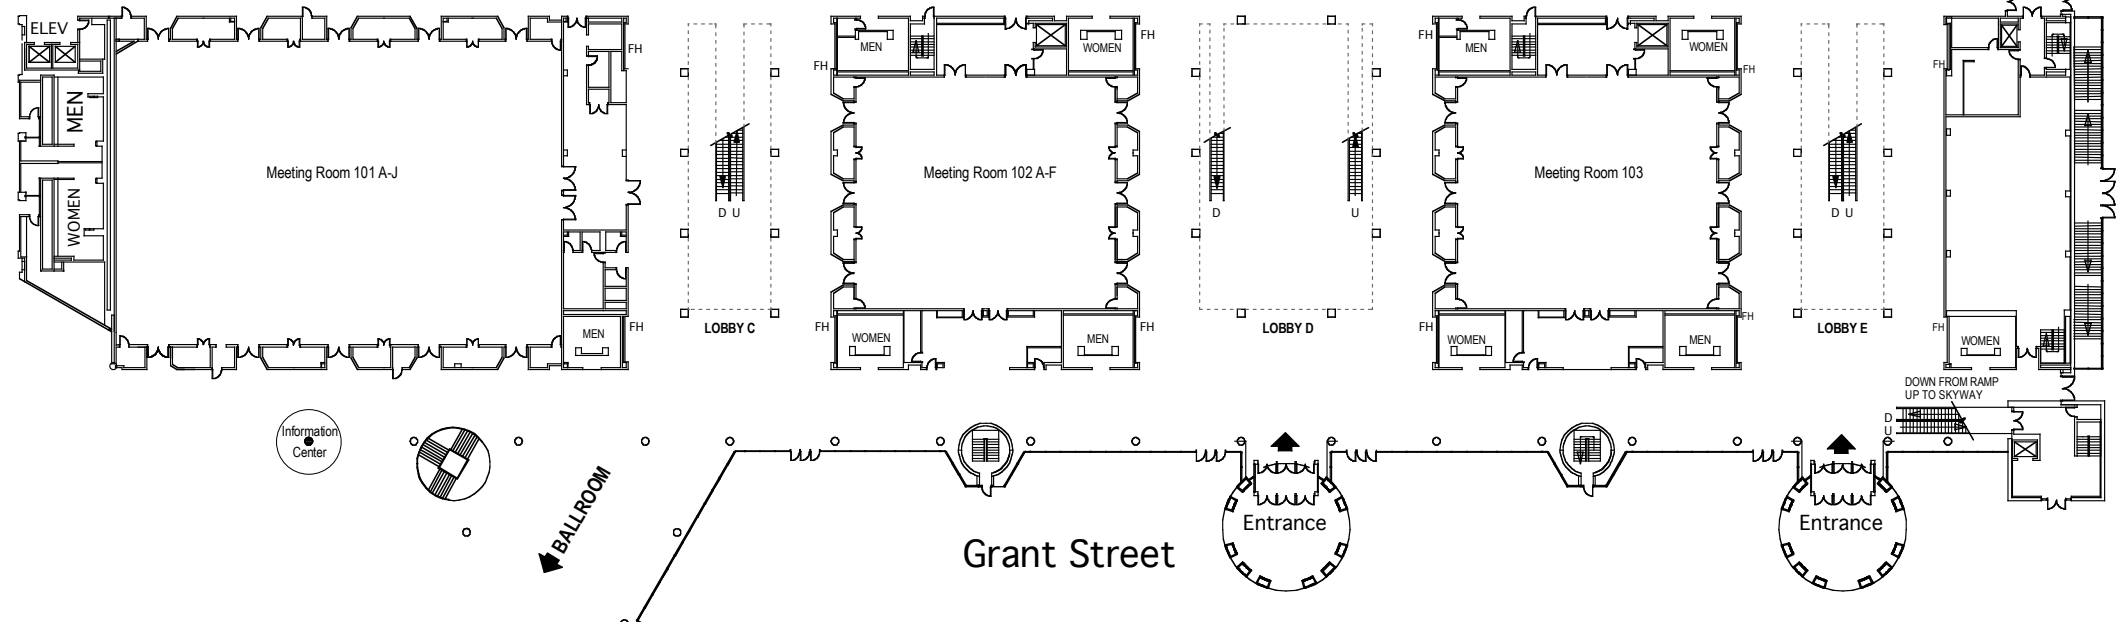 ELEV
MEN
WOMEN
Meeting Room 101 A-J
FH
MEN
FH
D U
LOBBY C
MEN
WOMEN
FH
FH
Meeting Room 102 A-F
FH
WOMEN
MEN
FH
D
U
LOBBY D
FH
MEN
WOMEN
FH
Meeting Room 103
FH
WOMEN
MEN
FH
D U
LOBBY E
FH
FH
WOMEN
DOWN FROM RAMP
UP TO SKYWAY
D
U
Information
Center
BALLROOM
Grant Street
Entrance
Entrance